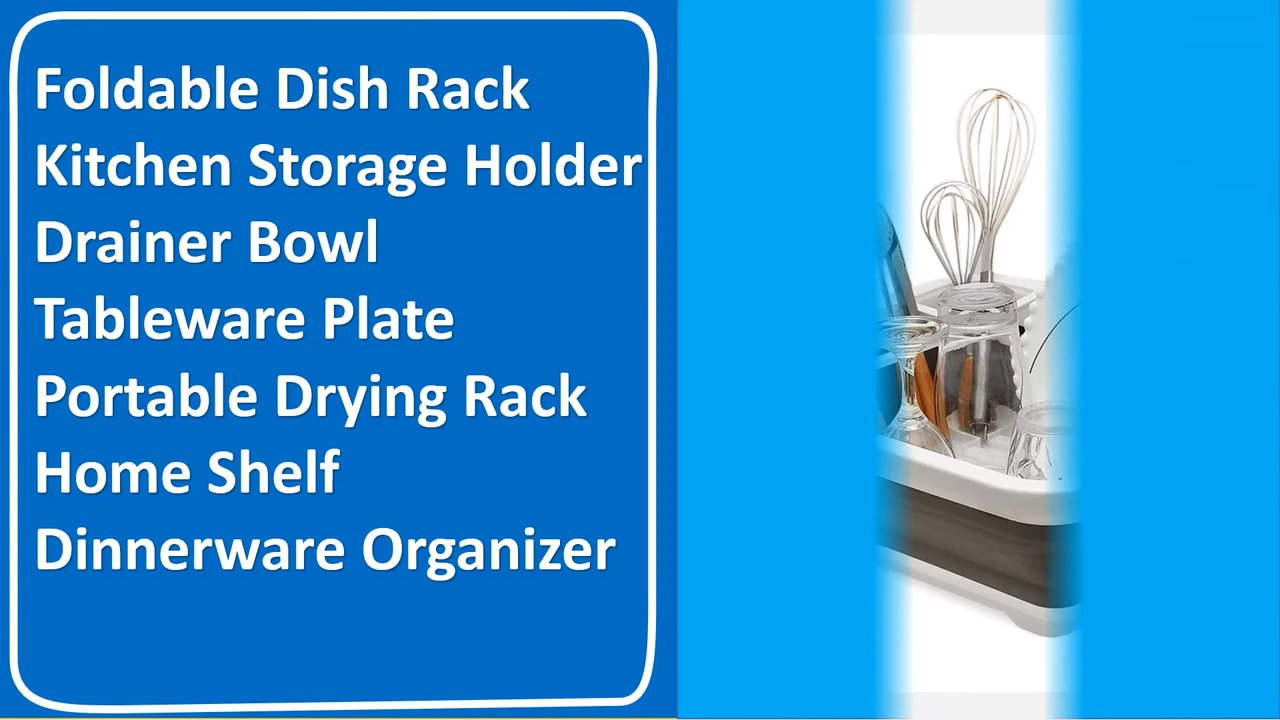 Foldable Dish Rack
Kitchen Storage Holder
Drainer Bowl
Tableware Plate
Portable Drying Rack
Home Shelf
Dinnerware Organizer